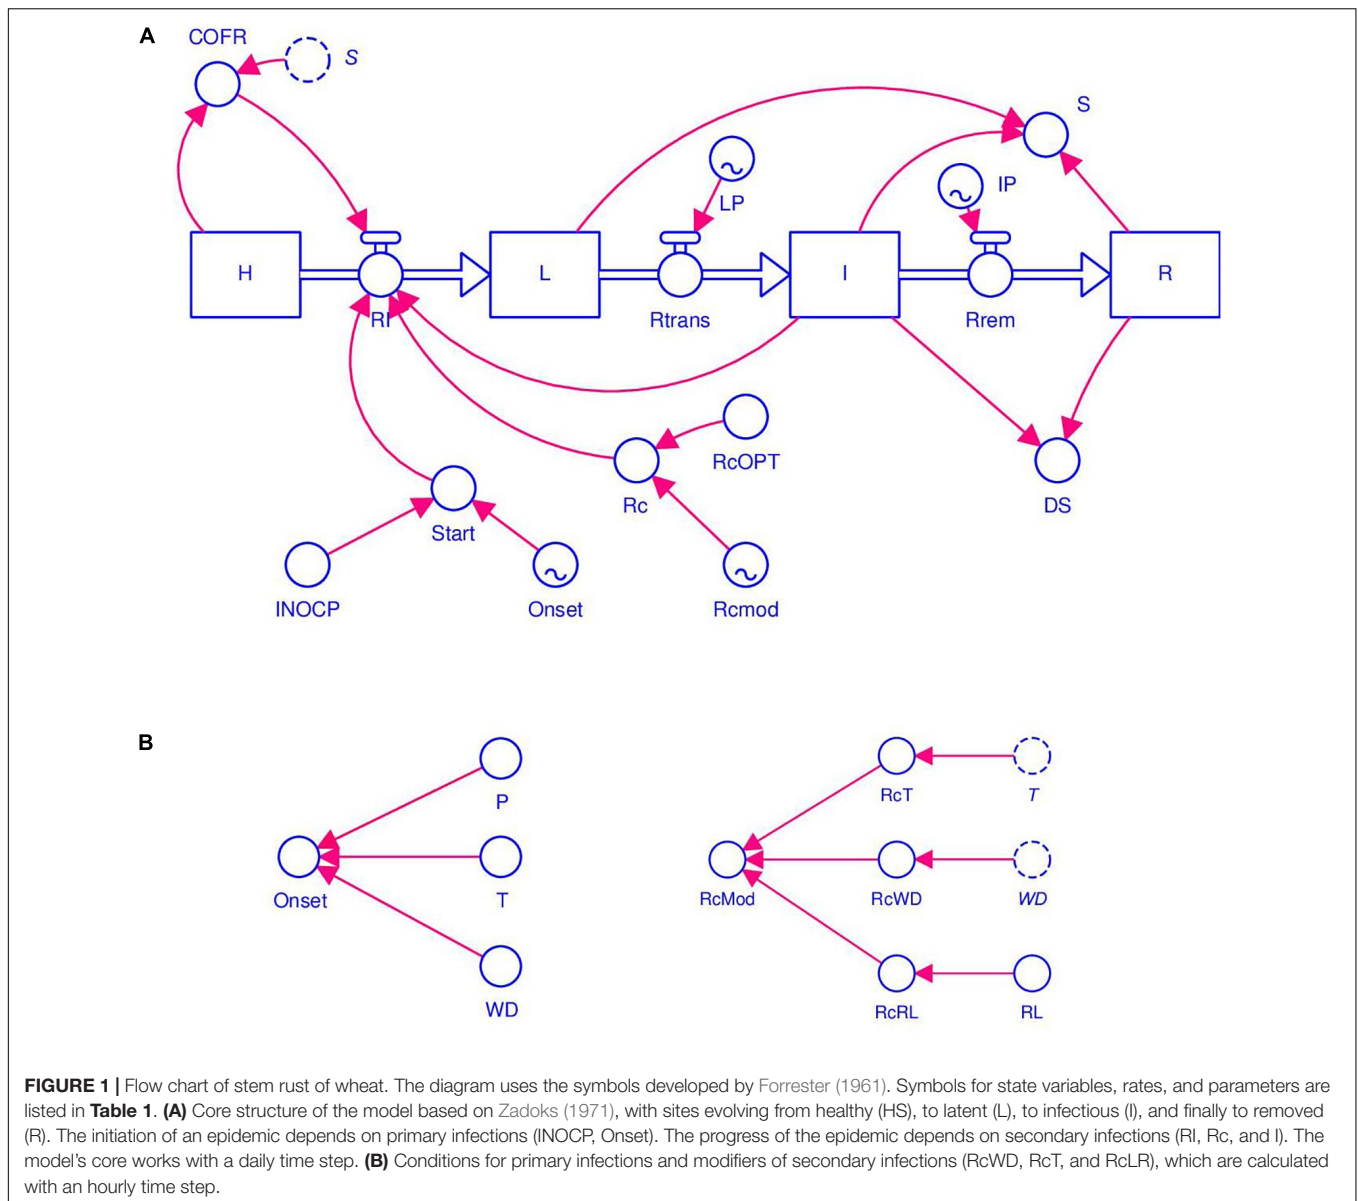 A
COFR
S
S
LP
IP
H
RI
L
Rtrans
I
Rrem
R
RcOPT
Rc
DS
Start
INOCP
Onset
Rcmod
B
P
T
WD
Onset
RcT
T
RcMod
RcWD
WD
RcRL
RL
FIGURE 1 | Flow chart of stem rust of wheat. The diagram uses the symbols developed by Forrester (1961). Symbols for state variables, rates, and parameters are
listed in Table 1. (A) Core structure of the model based on Zadoks (1971), with sites evolving from healthy (HS), to latent (L), to infectious (I), and finally to removed
(R). The initiation of an epidemic depends on primary infections (INOCP, Onset). The progress of the epidemic depends on secondary infections (RI, Rc, and I). The
model's core works with a daily time step. (B) Conditions for primary infections and modifiers of secondary infections (RcWD, RcT, and RcLR), which are calculated
with an hourly time step.